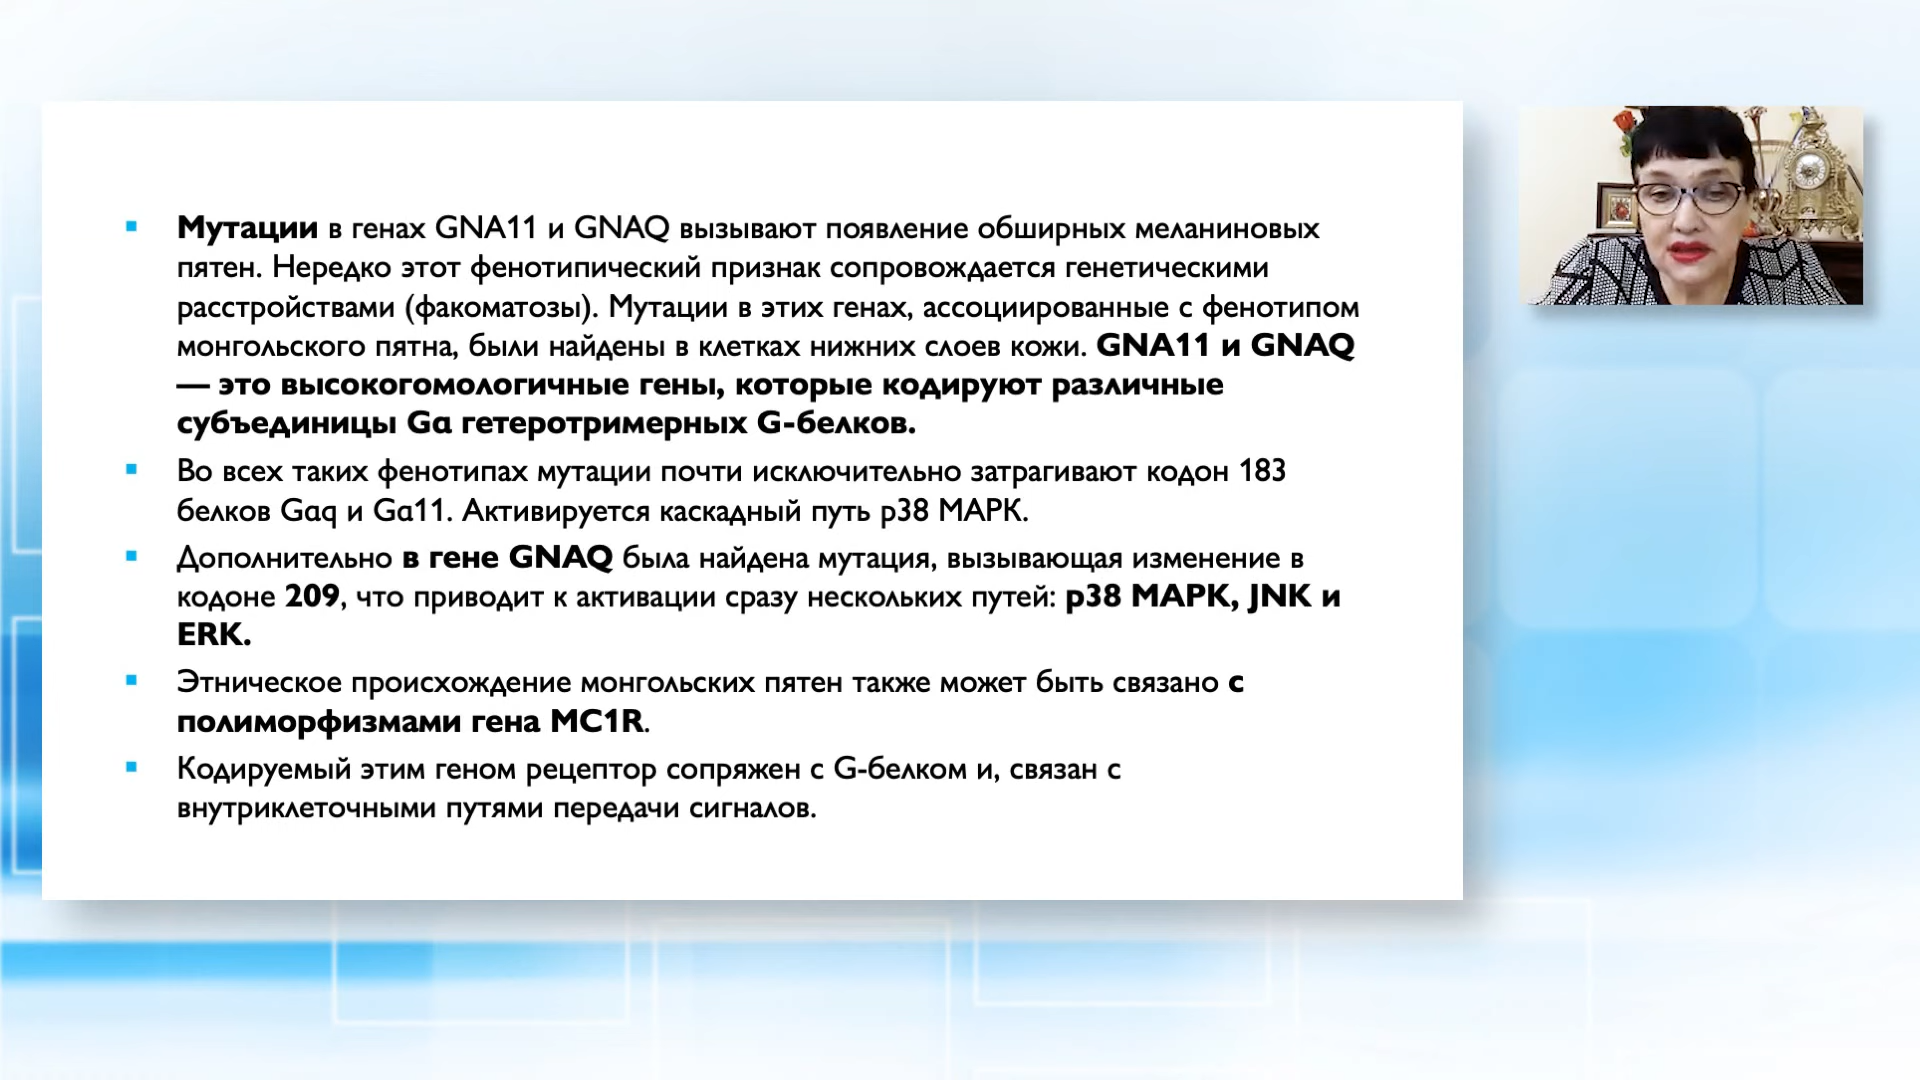 Мутации в генах GNA11 и GNAQ вызывают появление обширных меланиновых
пятен. Нередко этот фенотипический признак сопровождается генетическими
расстройствами (факоматозы). Мутации в этих генах, ассоциированные с фенотипом
монгольского пятна, были найдены в клетках нижних слоев кожи. GNA11 и GNAQ
— это высокогомологичные гены, которые кодируют различные
субъединицы Gα гетеротримерных G-белков.
Во всех таких фенотипах мутации почти исключительно затрагивают кодон 183
белков Gαq и Gα11. Активируется каскадный путь p38 МАРК.
Дополнительно в гене GNAQ была найдена мутация, вызывающая изменение в
кодоне 209, что приводит к активации сразу нескольких путей: p38 МАРК, JNK и
ERK.
Этническое происхождение монгольских пятен также может быть связано с
полиморфизмами гена MC1R.
Кодируемый этим геном рецептор сопряжен с G-белком и, связан с
внутриклеточными путями передачи сигналов.